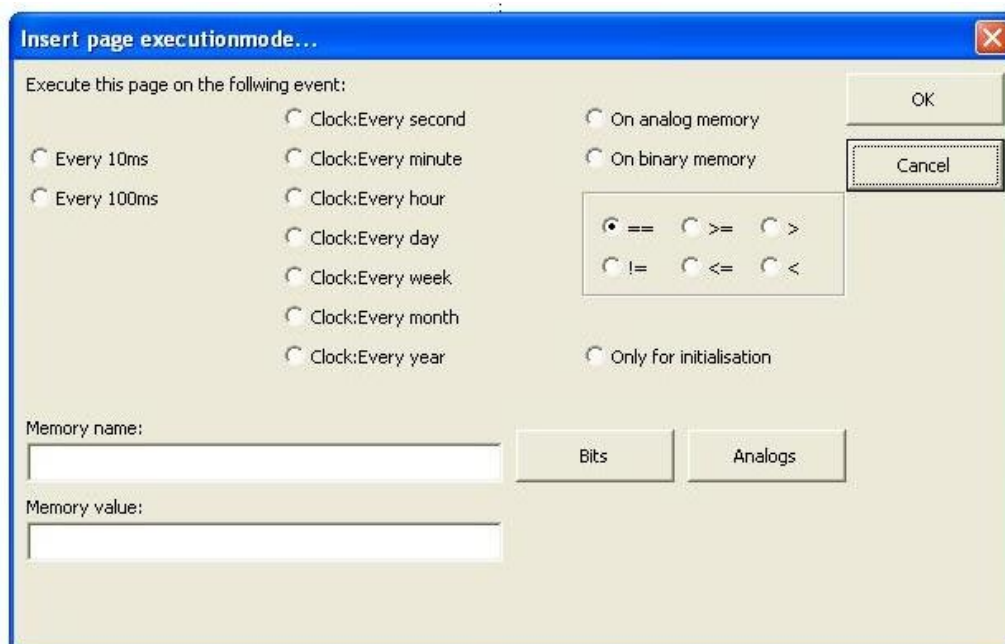 Insert page executionmode...
Execute this page on the follwing event:
OK
Clock:Every second
On analog memory
Every 10ms
Clock:Every minute
On binary memory
Cancel
Every 100ms
Clock:Every hour
== >= >
Clock:Every day
!= <= <
Clock:Every week
Clock:Every month
Clock:Every year
Only for initialisation
Memory name:
Bits
Analogs
Memory value: